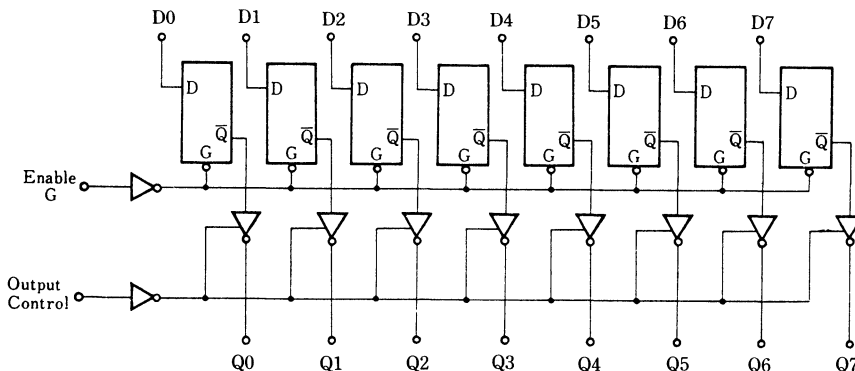 D0 D1 D2 D3 D4 D5 D6 D7
D D D D D D D D
Q̅ Q̅ Q̅ Q̅ Q̅ Q̅ Q̅ Q̅
G G G G G G G G
Enable
G
Output
Control
Q0 Q1 Q2 Q3 Q4 Q5 Q6 Q7